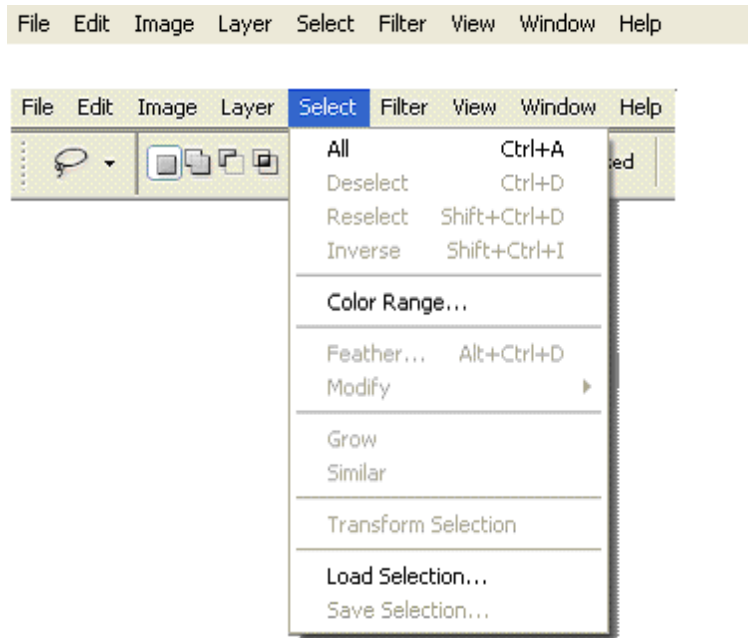 File Edit Image Layer Select Filter View Window Help
File Edit Image Layer Select Filter View Window Help
All Ctrl+A
Deselect Ctrl+D
Reselect Shift+Ctrl+D
Inverse Shift+Ctrl+I
Color Range...
Feather... Alt+Ctrl+D
Modify
Grow
Similar
Transform Selection
Load Selection...
Save Selection...